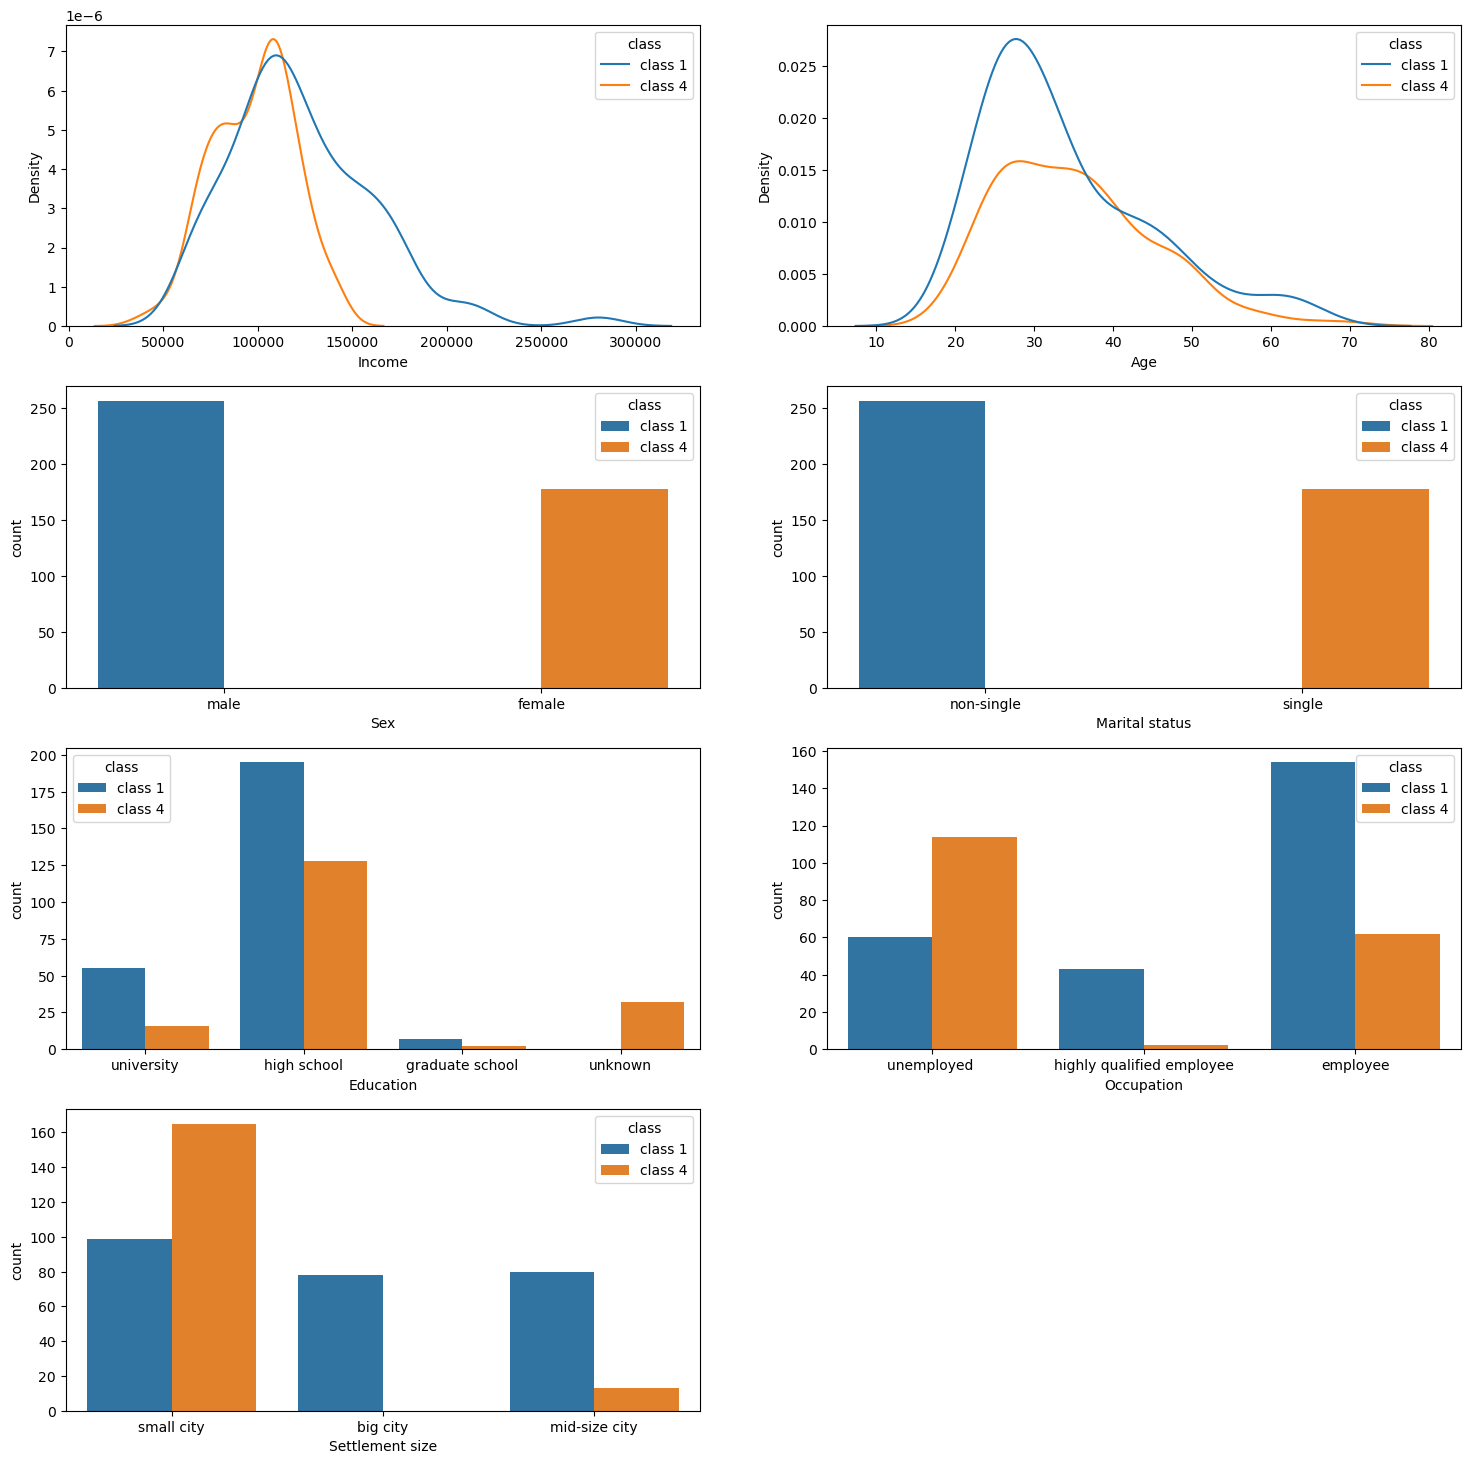 1e−6
7
6
5
4
3
2
1
0
Density
0 50000 100000 150000 200000 250000 300000
Income
class
class 1
class 4
0.025
0.020
0.015
0.010
0.005
0.000
Density
10 20 30 40 50 60 70 80
Age
class
class 1
class 4
250
200
150
100
50
0
count
male female
Sex
class
class 1
class 4
250
200
150
100
50
0
count
non-single single
Marital status
class
class 1
class 4
200
175
150
125
100
75
50
25
0
count
university high school graduate school unknown
Education
class
class 1
class 4
160
140
120
100
80
60
40
20
0
count
unemployed highly qualified employee employee
Occupation
class
class 1
class 4
160
140
120
100
80
60
40
20
0
count
small city big city mid-size city
Settlement size
class
class 1
class 4